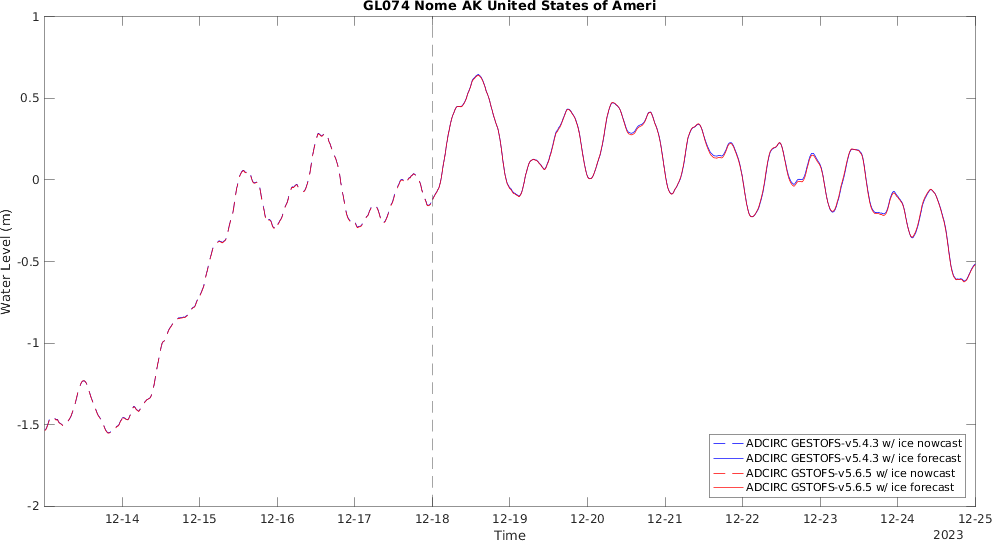 GL074 Nome AK United States of Ameri
1
0.5
0
-0.5
-1
-1.5
-2
Water Level (m)
12-14 12-15 12-16 12-17 12-18 12-19 12-20 12-21 12-22 12-23 12-24 12-25
Time
2023
ADCIRC GESTOFS-v5.4.3 w/ ice nowcast
ADCIRC GESTOFS-v5.4.3 w/ ice forecast
ADCIRC GSTOFS-v5.6.5 w/ ice nowcast
ADCIRC GSTOFS-v5.6.5 w/ ice forecast